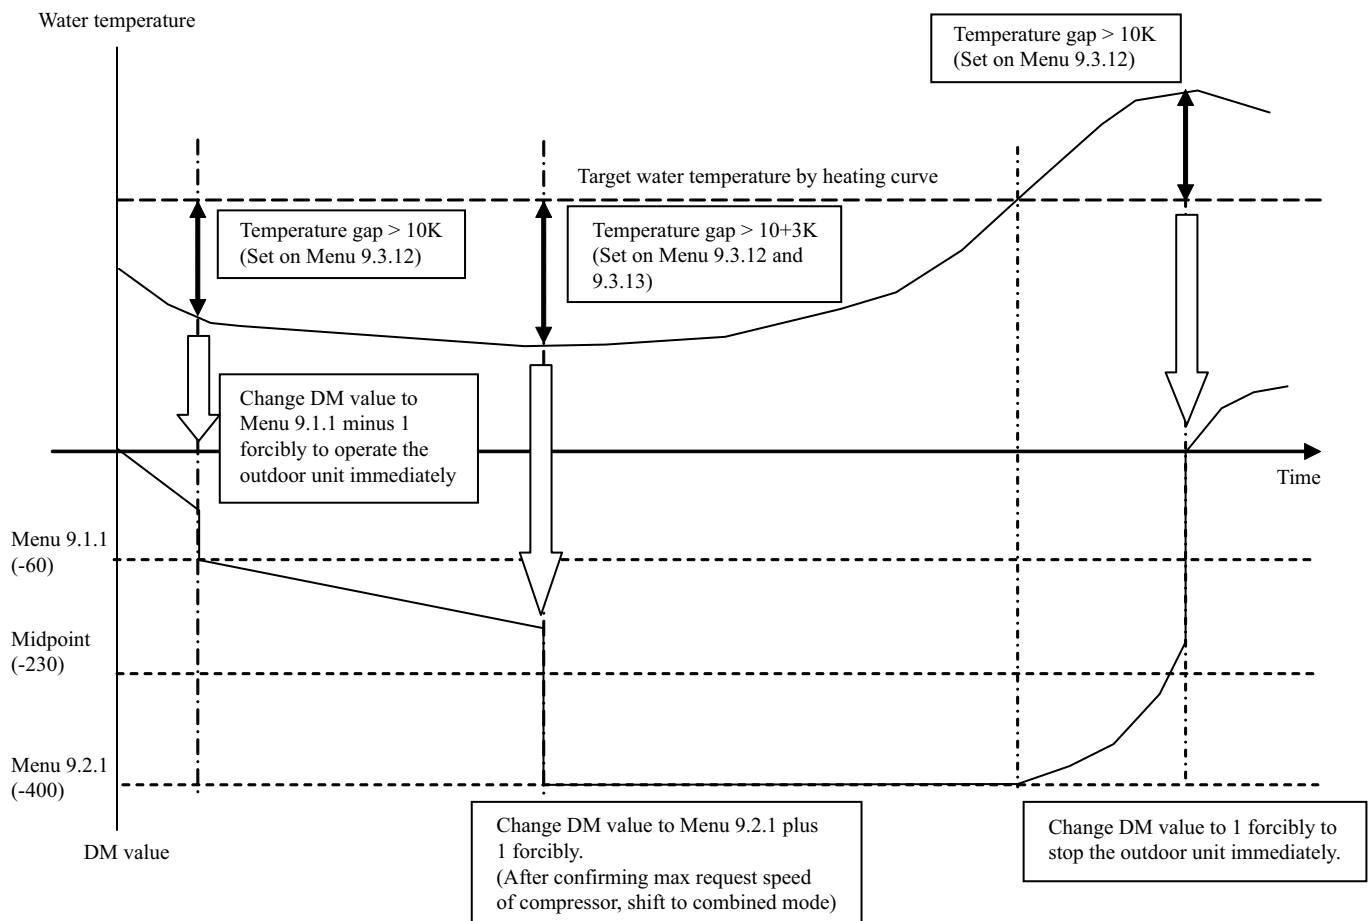 Water temperature
Temperature gap > 10K
(Set on Menu 9.3.12)
Target water temperature by heating curve
Temperature gap > 10K
(Set on Menu 9.3.12)
Temperature gap > 10+3K
(Set on Menu 9.3.12 and
9.3.13)
Change DM value to
Menu 9.1.1 minus 1
forcibly to operate the
outdoor unit immediately
Time
Menu 9.1.1
(-60)
Midpoint
(-230)
Menu 9.2.1
(-400)
DM value
Change DM value to Menu 9.2.1 plus
1 forcibly.
(After confirming max request speed
of compressor, shift to combined mode)
Change DM value to 1 forcibly to
stop the outdoor unit immediately.